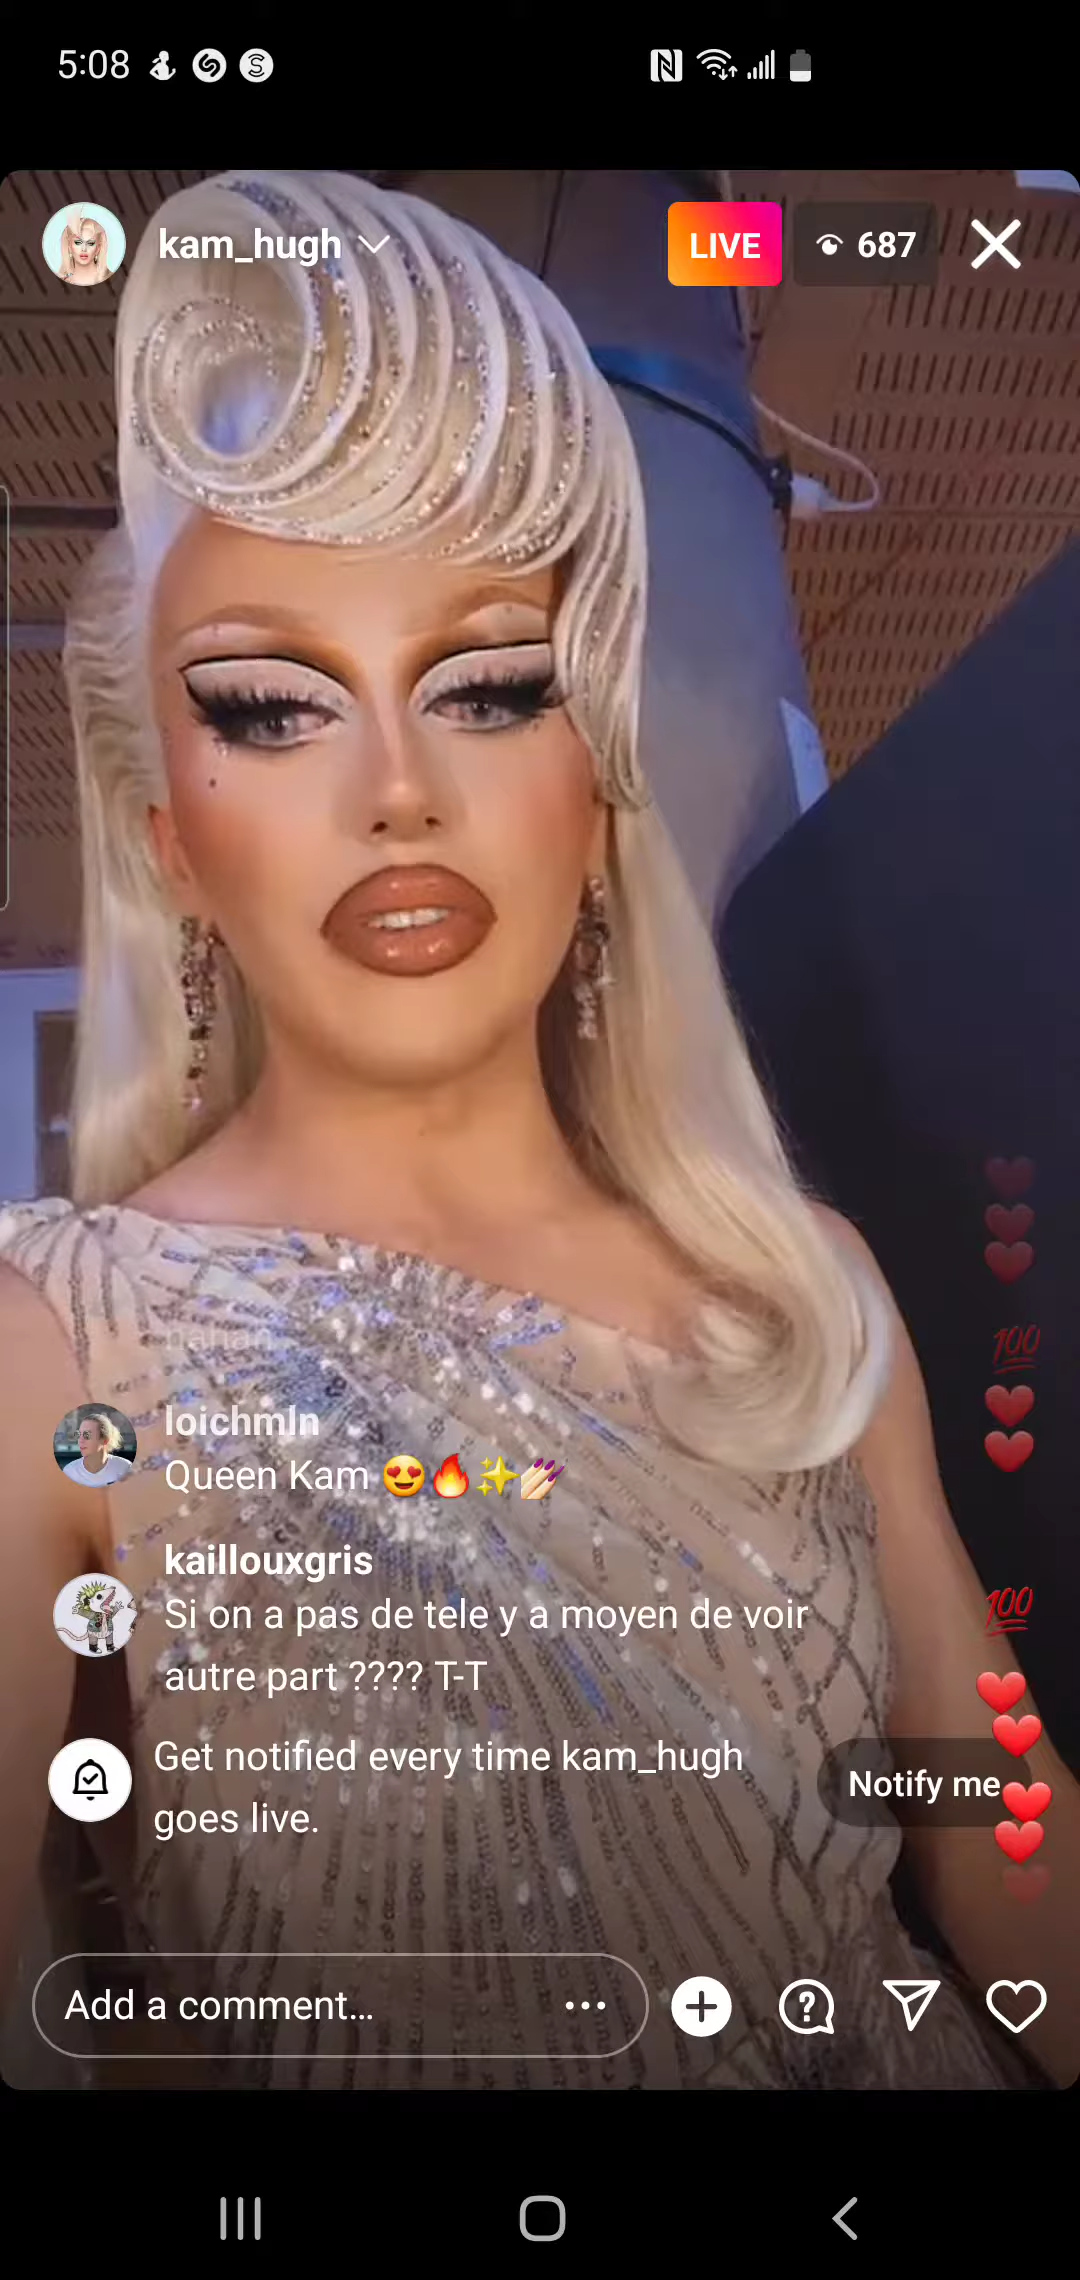 5:08
kam_hugh
LIVE
687
loichmln
Queen Kam 😍🔥✨💅🏻
kaillouxgris
Si on a pas de tele y a moyen de voir
autre part ???? T-T
Get notified every time kam_hugh
goes live.
Notify me
Add a comment...